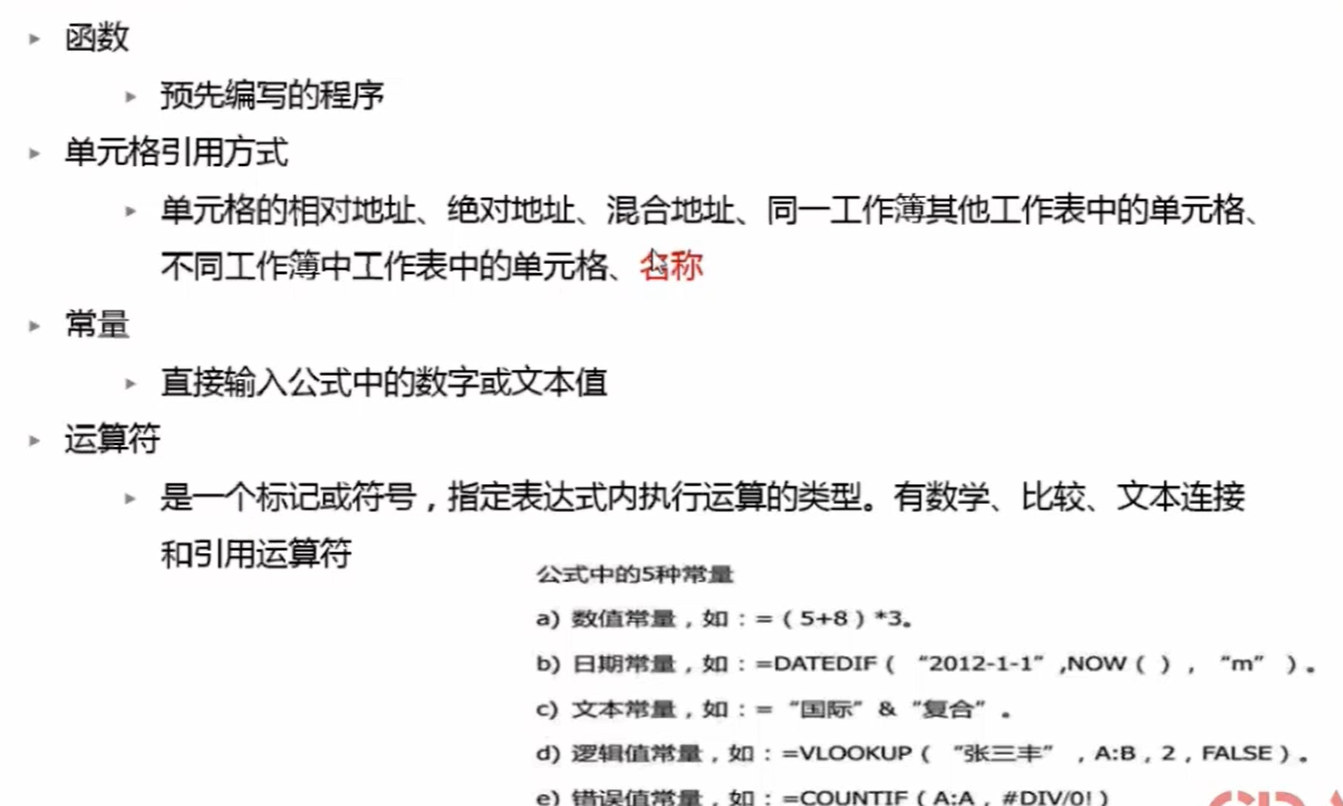 函数
预先编写的程序
单元格引用方式
单元格的相对地址、绝对地址、混合地址、同一工作簿其他工作表中的单元格、
不同工作簿中工作表中的单元格、名称
常量
直接输入公式中的数字或文本值
运算符
是一个标记或符号，指定表达式内执行运算的类型。有数学、比较、文本连接
和引用运算符
公式中的5种常量
a) 数值常量，如：=（5+8）*3。
b) 日期常量，如：=DATEDIF（ “2012-1-1” ,NOW（ ）， “m” ）。
c) 文本常量，如：= “国际” & “复合” 。
d) 逻辑值常量，如：=VLOOKUP（ “张三丰” ，A:B，2，FALSE）。
e) 错误值常量，如：=COUNTIF（A:A，#DIV/0!）